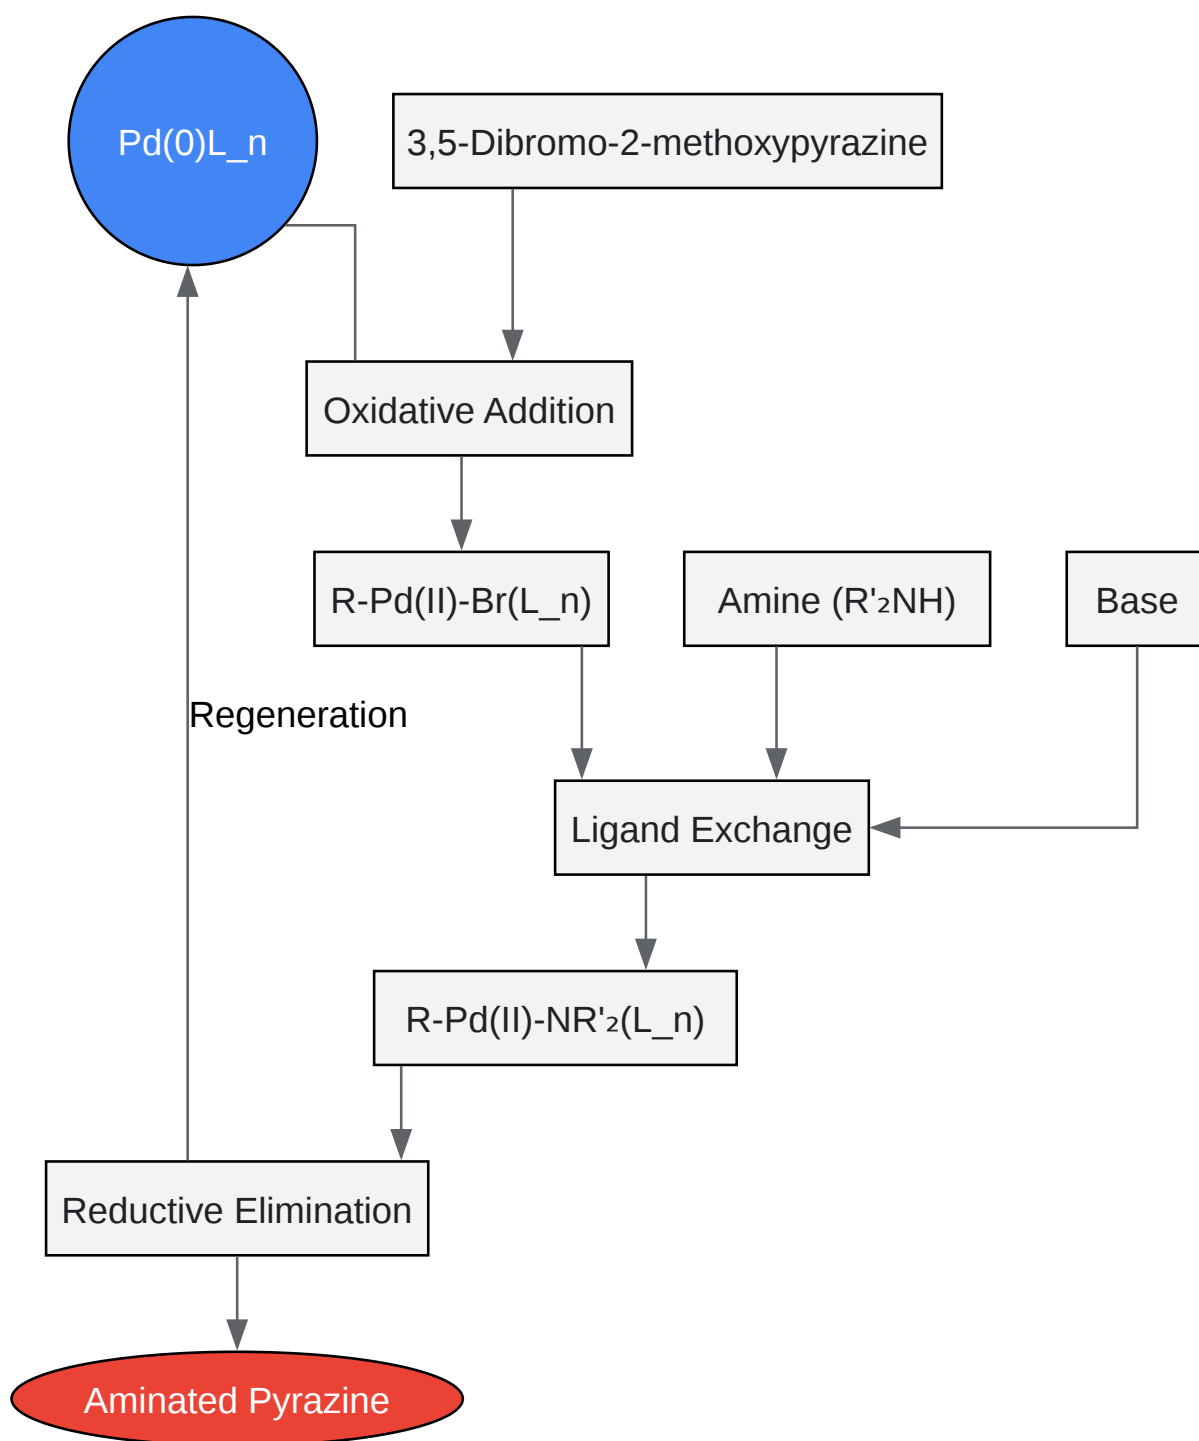 Pd(0)L_n
3,5-Dibromo-2-methoxypyrazine
Oxidative Addition
R-Pd(II)-Br(L_n)
Amine (R'₂NH)
Base
Regeneration
Ligand Exchange
R-Pd(II)-NR'₂(L_n)
Reductive Elimination
Aminated Pyrazine